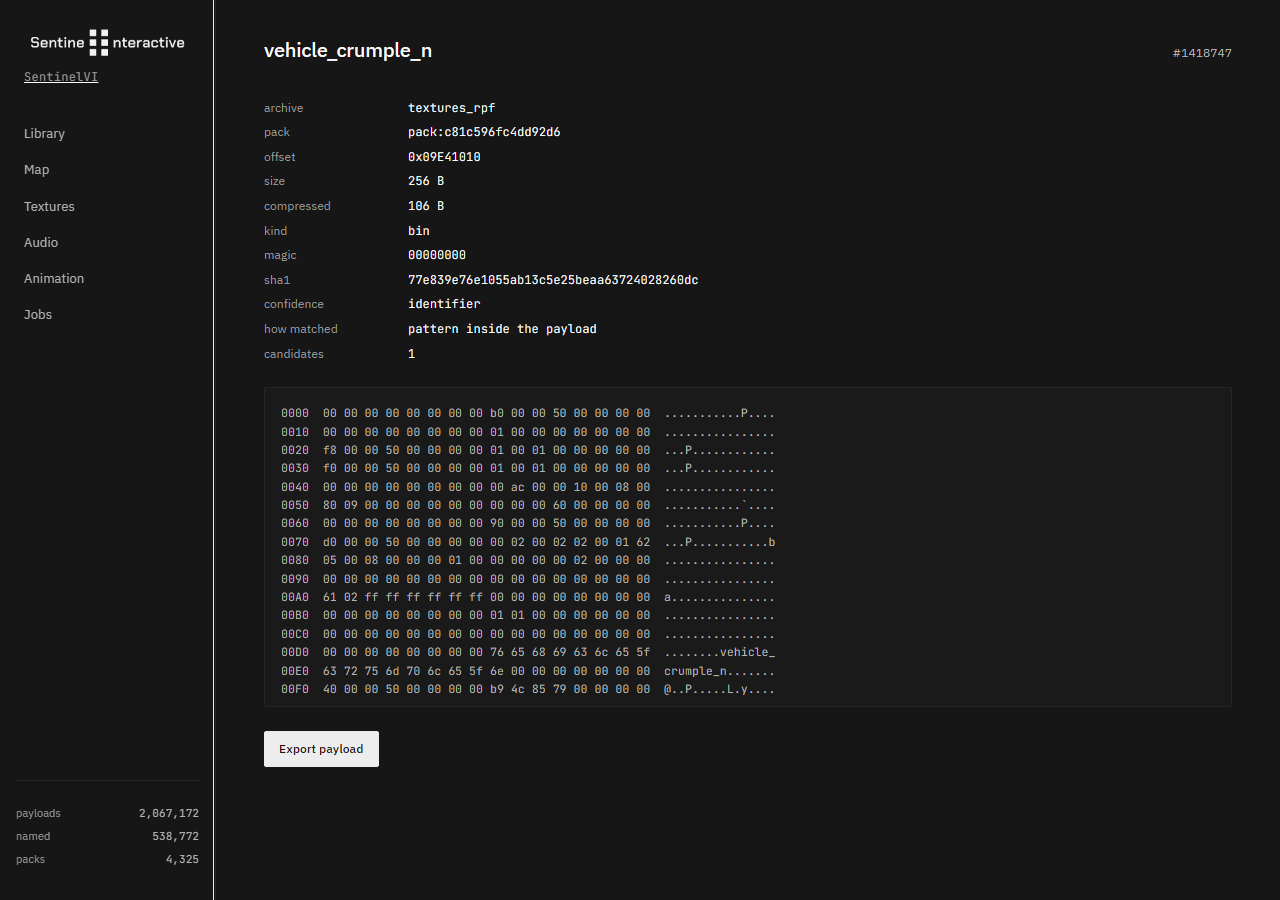 Sentine nteractive
SentinelVI
Library
Map
Textures
Audio
Animation
Jobs
payloads 2,067,172
named 538,772
packs 4,325
vehicle_crumple_n #1418747
archive textures_rpf
pack pack:c81c596fc4dd92d6
offset 0x09E41010
size 256 B
compressed 106 B
kind bin
magic 00000000
sha1 77e839e76e1055ab13c5e25beaa63724028260dc
confidence identifier
how matched pattern inside the payload
candidates 1
0000 00 00 00 00 00 00 00 00 b0 00 00 50 00 00 00 00 ...........P....
0010 00 00 00 00 00 00 00 00 01 00 00 00 00 00 00 00 ................
0020 f8 00 00 50 00 00 00 00 01 00 01 00 00 00 00 00 ...P............
0030 f0 00 00 50 00 00 00 00 01 00 01 00 00 00 00 00 ...P............
0040 00 00 00 00 00 00 00 00 00 ac 00 00 10 00 08 00 ................
0050 80 09 00 00 00 00 00 00 00 00 00 60 00 00 00 00 ...........`....
0060 00 00 00 00 00 00 00 00 90 00 00 50 00 00 00 00 ...........P....
0070 d0 00 00 50 00 00 00 00 00 02 00 02 02 00 01 62 ...P...........b
0080 05 00 08 00 00 00 01 00 00 00 00 00 02 00 00 00 ................
0090 00 00 00 00 00 00 00 00 00 00 00 00 00 00 00 00 ................
00A0 61 02 ff ff ff ff ff ff 00 00 00 00 00 00 00 00 a...............
00B0 00 00 00 00 00 00 00 00 01 01 00 00 00 00 00 00 ................
00C0 00 00 00 00 00 00 00 00 00 00 00 00 00 00 00 00 ................
00D0 00 00 00 00 00 00 00 00 76 65 68 69 63 6c 65 5f ........vehicle_
00E0 63 72 75 6d 70 6c 65 5f 6e 00 00 00 00 00 00 00 crumple_n.......
00F0 40 00 00 50 00 00 00 00 b9 4c 85 79 00 00 00 00 @..P.....L.y....
Export payload